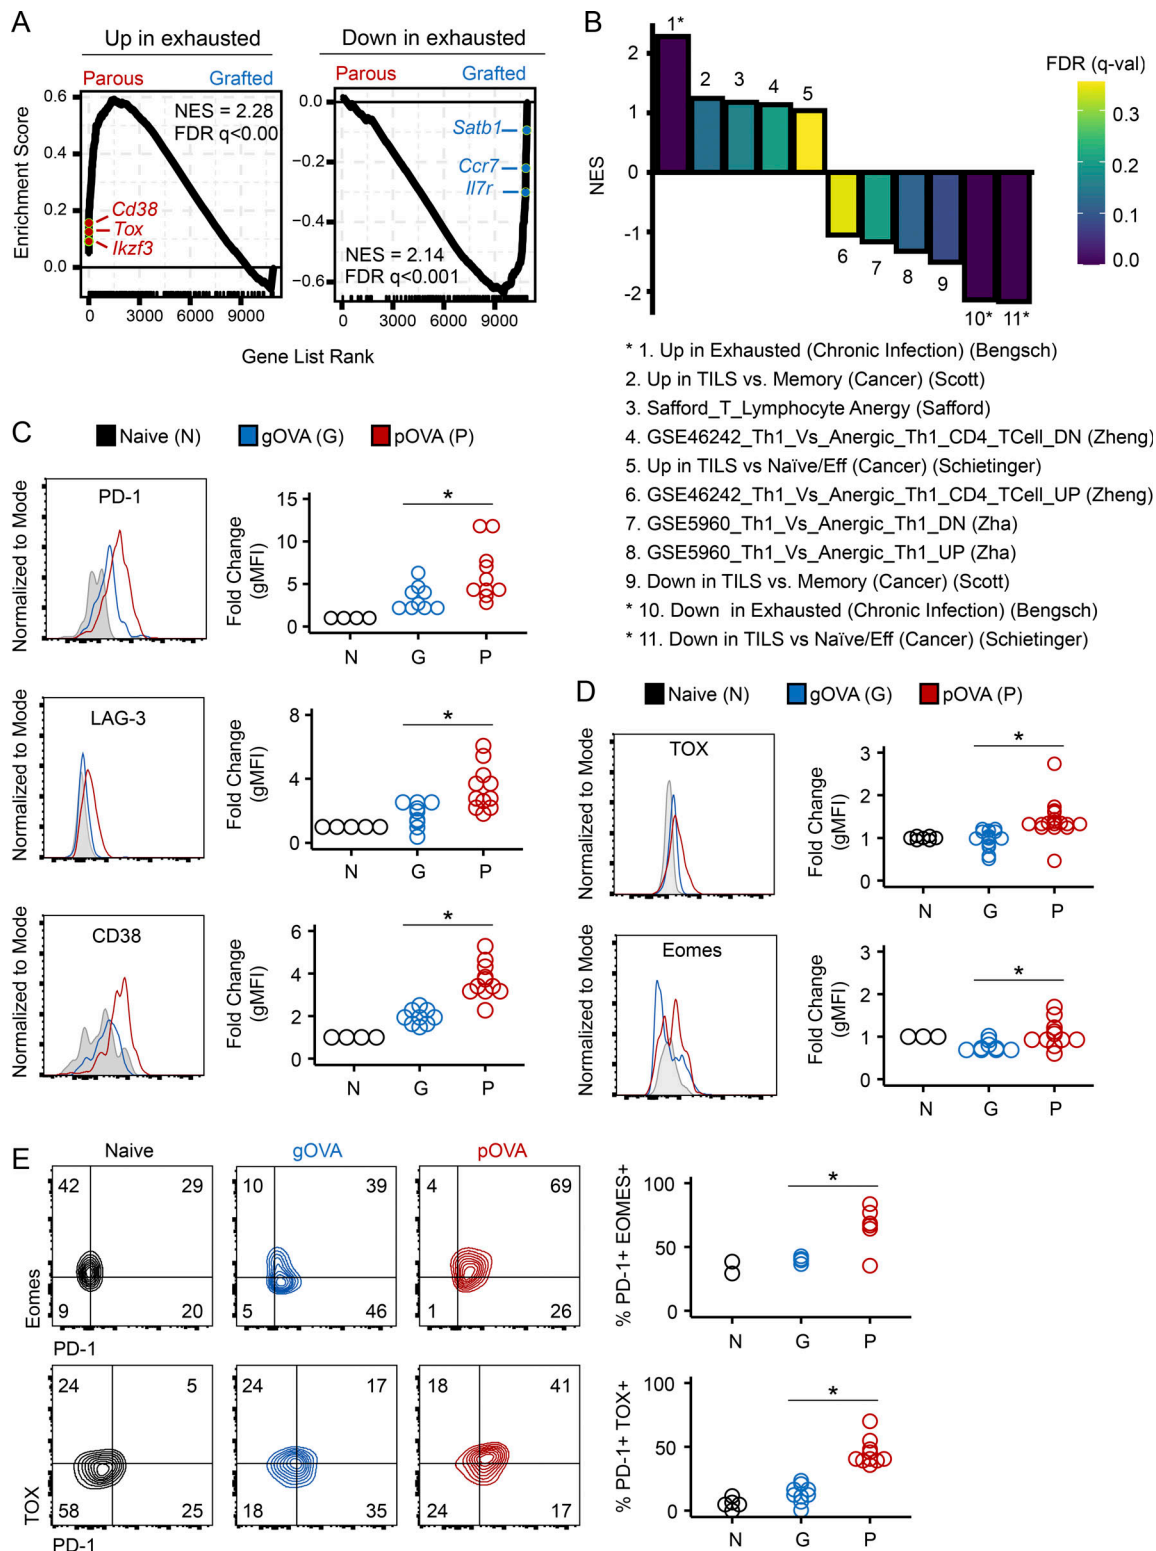 A
Up in exhausted
Down in exhausted
Parous
Grafted
Parous
Grafted
Enrichment Score
0.6
0.4
0.2
0.0
NES = 2.28
FDR q<0.00
Cd38
Tox
Ikzf3
0
3000
6000
9000
0.0
−0.2
−0.4
−0.6
Satb1
Ccr7
Il7r
NES = 2.14
FDR q<0.001
0
3000
6000
9000
Gene List Rank
B
NES
2
1
0
-1
-2
1*
2
3
4
5
6
7
8
9
10*
11*
FDR (q-val)
0.3
0.2
0.1
0.0
* 1. Up in Exhausted (Chronic Infection) (Bengsch)
2. Up in TILS vs. Memory (Cancer) (Scott)
3. Safford_T_Lymphocyte Anergy (Safford)
4. GSE46242_Th1_Vs_Anergic_Th1_CD4_TCell_DN (Zheng)
5. Up in TILS vs Naïve/Eff (Cancer) (Schietinger)
6. GSE46242_Th1_Vs_Anergic_Th1_CD4_TCell_UP (Zheng)
7. GSE5960_Th1_Vs_Anergic_Th1_DN (Zha)
8. GSE5960_Th1_Vs_Anergic_Th1_UP (Zha)
9. Down in TILS vs. Memory (Cancer) (Scott)
* 10. Down in Exhausted (Chronic Infection) (Bengsch)
* 11. Down in TILS vs Naïve/Eff (Cancer) (Schietinger)
C
Naive (N)
gOVA (G)
pOVA (P)
Normalized to Mode
PD-1
Fold Change
(gMFI)
15
10
5
0
*
N
G
P
Normalized to Mode
LAG-3
Fold Change
(gMFI)
8
4
0
*
N
G
P
Normalized to Mode
CD38
Fold Change
(gMFI)
6
4
2
0
*
N
G
P
D
Naive (N)
gOVA (G)
pOVA (P)
Normalized to Mode
TOX
Fold Change
(gMFI)
3
2
1
0
*
N
G
P
Normalized to Mode
Eomes
Fold Change
(gMFI)
3
2
1
0
*
N
G
P
E
Naive
gOVA
pOVA
Eomes
42
29
9
20
PD-1
10
39
5
46
4
69
1
26
% PD-1+ EOMES+
100
50
0
*
N
G
P
TOX
24
5
58
25
PD-1
24
17
18
35
18
41
24
17
% PD-1+ TOX+
100
50
0
*
N
G
P